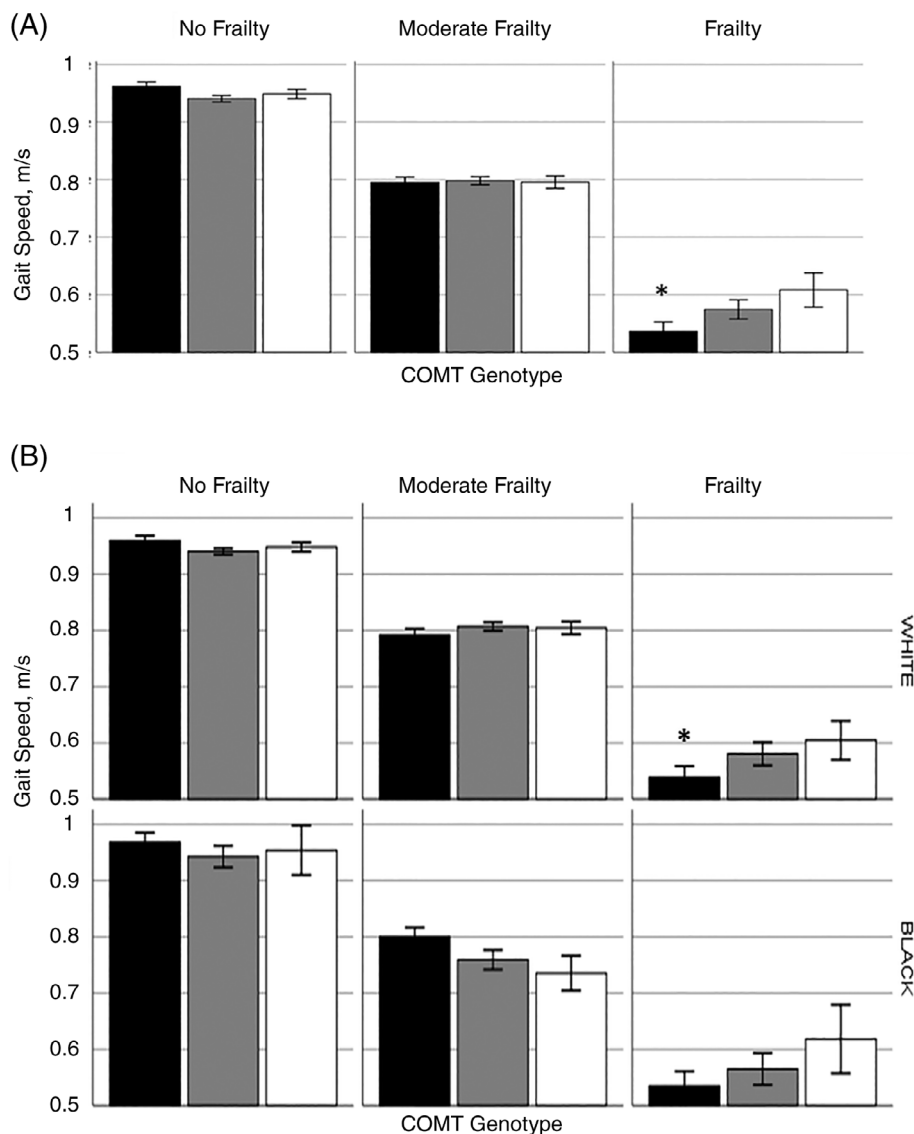 (A)
No Frailty Moderate Frailty Frailty
1
0.9
0.8
0.7
0.6
0.5
Gait Speed, m/s
*
COMT Genotype
(B)
No Frailty Moderate Frailty Frailty
1
0.9
0.8
0.7
0.6
0.5
*
WHITE
Gait Speed, m/s
1
0.9
0.8
0.7
0.6
0.5
BLACK
COMT Genotype